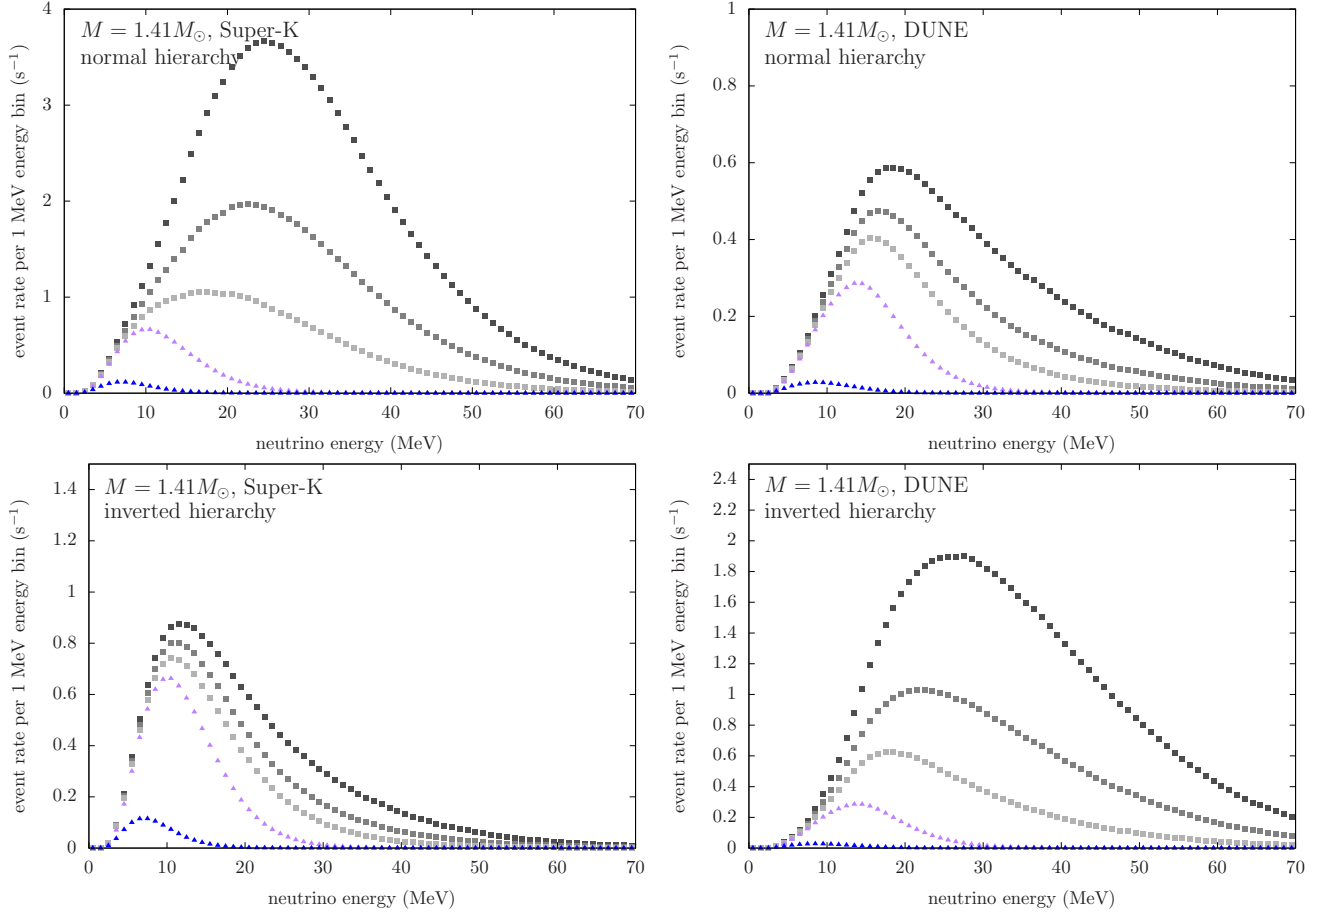 M = 1.41M⊙, Super-K
normal hierarchy
event rate per 1 MeV energy bin (s⁻¹)
4
3
2
1
0
0 10 20 30 40 50 60 70
neutrino energy (MeV)
M = 1.41M⊙, DUNE
normal hierarchy
event rate per 1 MeV energy bin (s⁻¹)
1
0.8
0.6
0.4
0.2
0
0 10 20 30 40 50 60 70
neutrino energy (MeV)
M = 1.41M⊙, Super-K
inverted hierarchy
event rate per 1 MeV energy bin (s⁻¹)
1.4
1.2
1
0.8
0.6
0.4
0.2
0
0 10 20 30 40 50 60 70
neutrino energy (MeV)
M = 1.41M⊙, DUNE
inverted hierarchy
event rate per 1 MeV energy bin (s⁻¹)
2.4
2.2
2
1.8
1.6
1.4
1.2
1
0.8
0.6
0.4
0.2
0
0 10 20 30 40 50 60 70
neutrino energy (MeV)